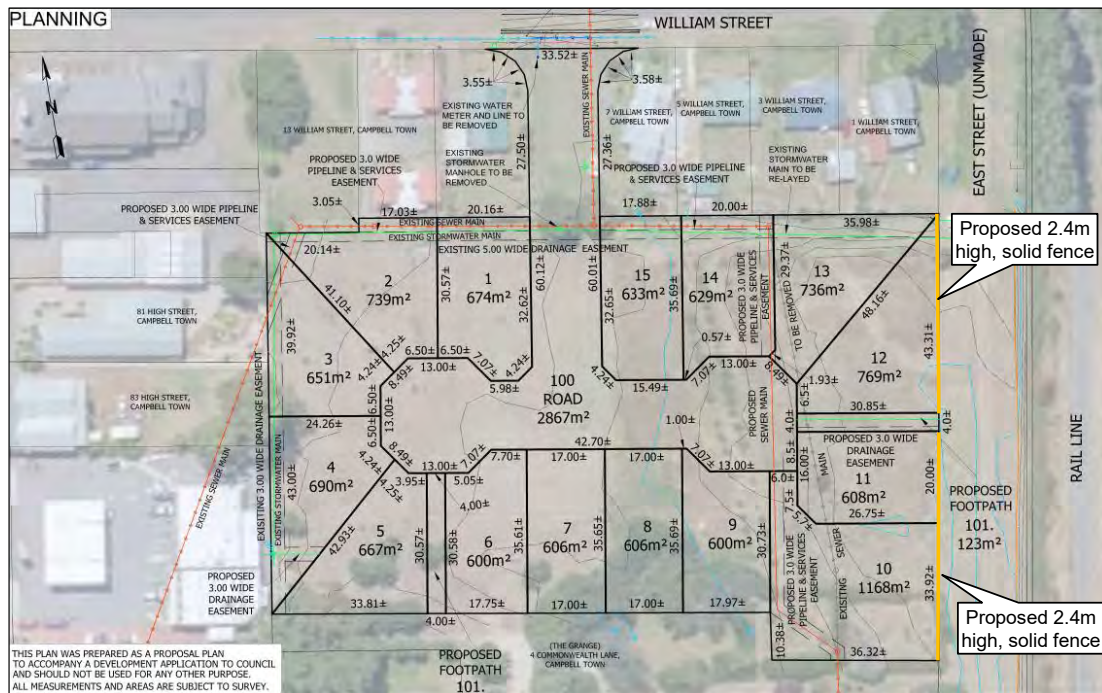 PLANNING
WILLIAM STREET
EAST STREET (UNMADE)
RAIL LINE
N
33.52±
3.55±
3.58±
EXISTING SEWER MAIN
EXISTING WATER
METER AND LINE TO
BE REMOVED
EXISTING
STORMWATER
MANHOLE TO BE
REMOVED
27.50±
27.36±
13 WILLIAM STREET,
CAMPBELL TOWN
7 WILLIAM STREET,
CAMPBELL TOWN
5 WILLIAM STREET,
CAMPBELL TOWN
3 WILLIAM STREET,
CAMPBELL TOWN
1 WILLIAM STREET,
CAMPBELL TOWN
PROPOSED 3.0 WIDE
PIPELINE & SERVICES
EASEMENT
PROPOSED 3.0 WIDE PIPELINE
& SERVICES EASEMENT
EXISTING
STORMWATER
MAIN TO BE
RE-LAYED
PROPOSED 3.00 WIDE PIPELINE
& SERVICES EASEMENT
3.05±
17.03±
20.16±
17.88±
20.00±
35.98±
EXISTING SEWER MAIN
EXISTING STORMWATER MAIN
EXISTING 5.00 WIDE DRAINAGE EASEMENT
20.14±
Proposed 2.4m
high, solid fence
2
739m²
30.57±
1
674m²
32.62±
60.12±
60.01±
32.65±
15
633m²
35.69±
14
629m²
PROPOSED 3.0 WIDE
PIPELINE & SERVICES
EASEMENT
TO BE REMOVED
29.37±
13
736m²
48.16±
43.31±
81 HIGH STREET,
CAMPBELL TOWN
41.10±
39.92±
4.25±
4.24±
8.49±
6.50±
6.50±
13.00±
7.07±
4.24±
5.98±
4.24±
15.49±
0.57±
7.07±
13.00±
8.49±
1.93±
12
769m²
3
651m²
6.50±
13.00±
6.50±
24.26±
100
ROAD
2867m²
1.00±
PROPOSED
SEWER MAIN
6.5±
4.0±
30.85±
4.0±
83 HIGH STREET,
CAMPBELL TOWN
EXISTING SEWER MAIN
EXISITING 3.00 WIDE DRAINAGE EASEMENT
EXISTING STORMWATER MAIN
42.70±
PROPOSED 3.0 WIDE
DRAINAGE
EASEMENT
8.5±
16.00±
7.5±
5.7±
11
608m²
26.75±
20.00±
4
690m²
43.00±
4.24±
4.25±
8.49±
3.95±
13.00±
5.05±
4.00±
7.07±
7.70±
17.00±
17.00±
7.07±
13.00±
6.0±
PROPOSED
FOOTPATH
101.
123m²
5
667m²
42.93±
30.57±
30.58±
6
600m²
35.61±
7
606m²
35.65±
8
606m²
35.69±
9
600m²
30.73±
PROPOSED 3.0 WIDE
PIPELINE & SERVICES
EASEMENT
EXISTING SEWER MAIN
10
1168m²
33.92±
PROPOSED
3.00 WIDE
DRAINAGE
EASEMENT
33.81±
4.00±
17.75±
17.00±
17.00±
17.97±
10.38±
36.32±
Proposed 2.4m
high, solid fence
PROPOSED
FOOTPATH
101.
(THE GRANGE)
4 COMMONWEALTH LANE,
CAMPBELL TOWN
THIS PLAN WAS PREPARED AS A PROPOSAL PLAN
TO ACCOMPANY A DEVELOPMENT APPLICATION TO COUNCIL
AND SHOULD NOT BE USED FOR ANY OTHER PURPOSE.
ALL MEASUREMENTS AND AREAS ARE SUBJECT TO SURVEY.